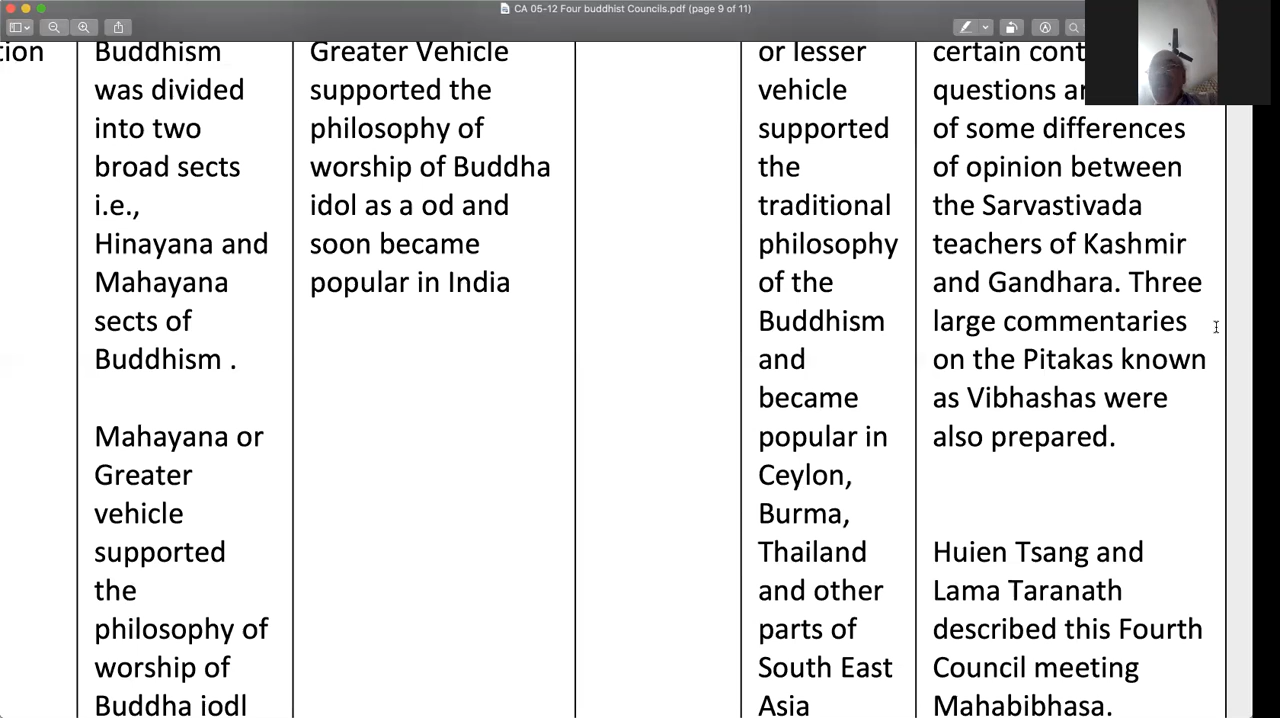 CA 05-12 Four buddhist Councils.pdf (page 9 of 11)
tion
Buddhism
was divided
into two
broad sects
i.e.,
Hinayana and
Mahayana
sects of
Buddhism .
Mahayana or
Greater
vehicle
supported
the
philosophy of
worship of
Buddha iodl
Greater Vehicle
supported the
philosophy of
worship of Buddha
idol as a od and
soon became
popular in India
or lesser
vehicle
supported
the
traditional
philosophy
of the
Buddhism
and
became
popular in
Ceylon,
Burma,
Thailand
and other
parts of
South East
Asia
certain
questions
of some differences
of opinion between
the Sarvastivada
teachers of Kashmir
and Gandhara. Three
large commentaries
on the Pitakas known
as Vibhashas were
also prepared.
Huien Tsang and
Lama Taranath
described this Fourth
Council meeting
Mahabibhasa.